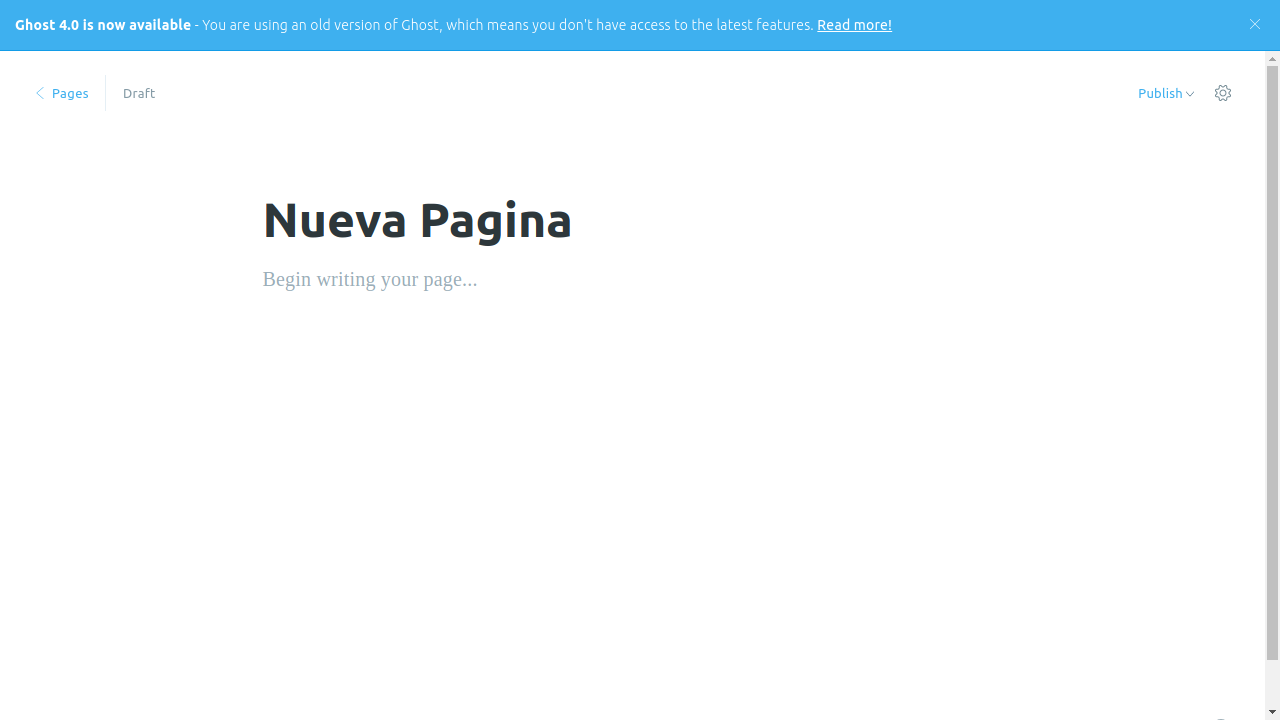 Ghost 4.0 is now available - You are using an old version of Ghost, which means you don't have access to the latest features. Read more!
Pages
Draft
Publish
Nueva Pagina
Begin writing your page...